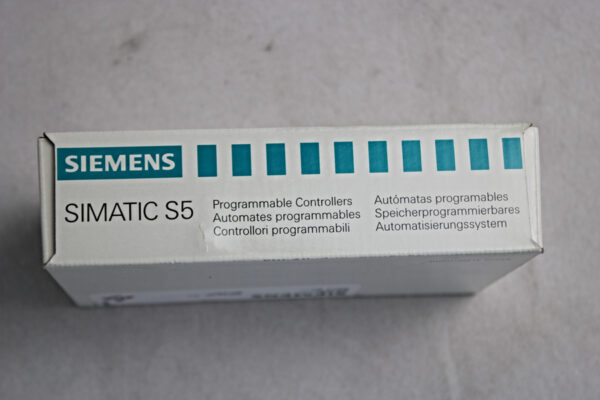 SIEMENS
SIMATIC S5
Programmable Controllers
Automates programmables
Controllori programmabili
Autómatas programables
Speicherprogrammierbares
Automatisierungssystem